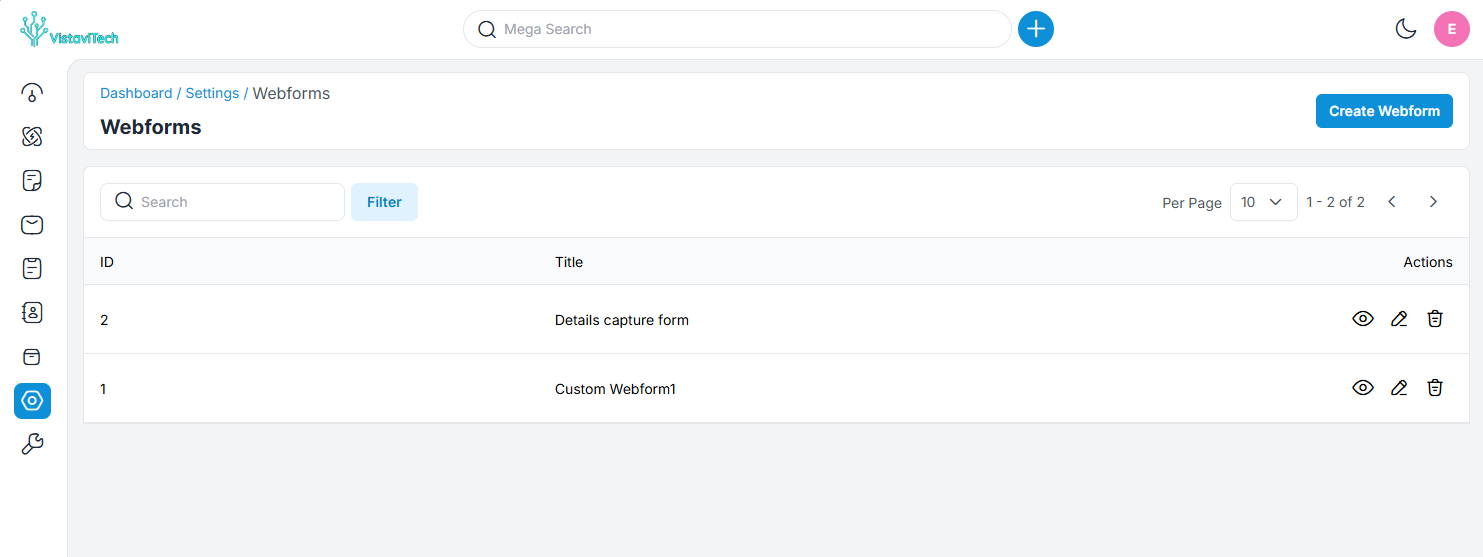 VistaviTech
Mega Search
E
Dashboard / Settings / Webforms
Webforms
Create Webform
Search
Filter
Per Page
10
1 - 2 of 2
ID Title Actions
2 Details capture form
1 Custom Webform1